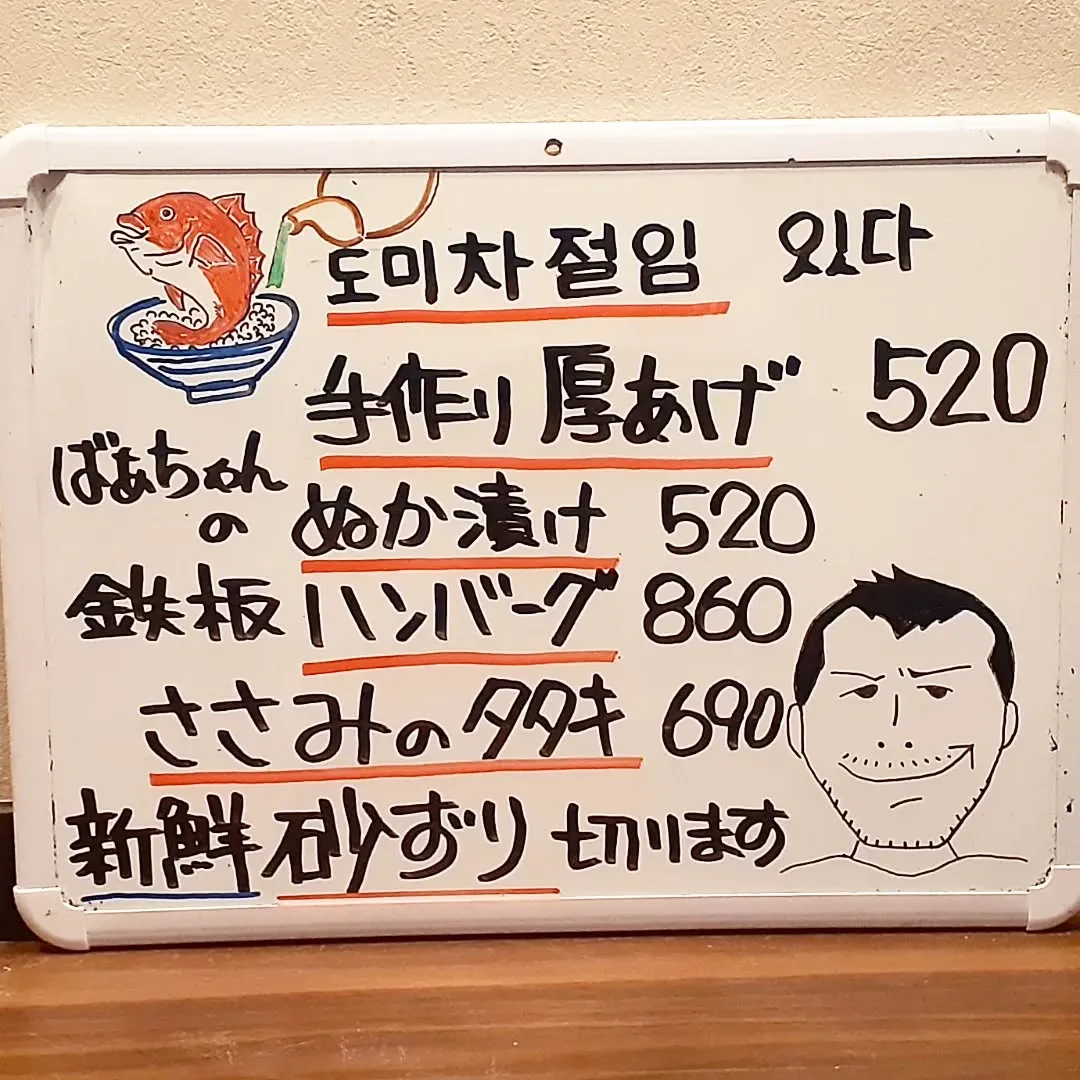 도미차 절임 있다
手作り厚あげ 520
ばあちゃんの ぬか漬け 520
鉄板ハンバーグ 860
ささみのタタキ 690
新鮮砂ずり切ります